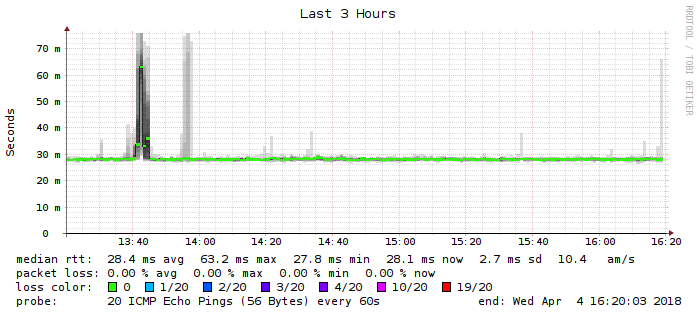 Last 3 Hours
RRDTOOL / TOBI OETIKER
Seconds
70 m
60 m
50 m
40 m
30 m
20 m
10 m
0
13:40 14:00 14:20 14:40 15:00 15:20 15:40 16:00 16:20
median rtt: 28.4 ms avg 63.2 ms max 27.8 ms min 28.1 ms now 2.7 ms sd 10.4 am/s
packet loss: 0.00 % avg 0.00 % max 0.00 % min 0.00 % now
loss color: 0 1/20 2/20 3/20 4/20 10/20 19/20
probe: 20 ICMP Echo Pings (56 Bytes) every 60s end: Wed Apr 4 16:20:03 2018